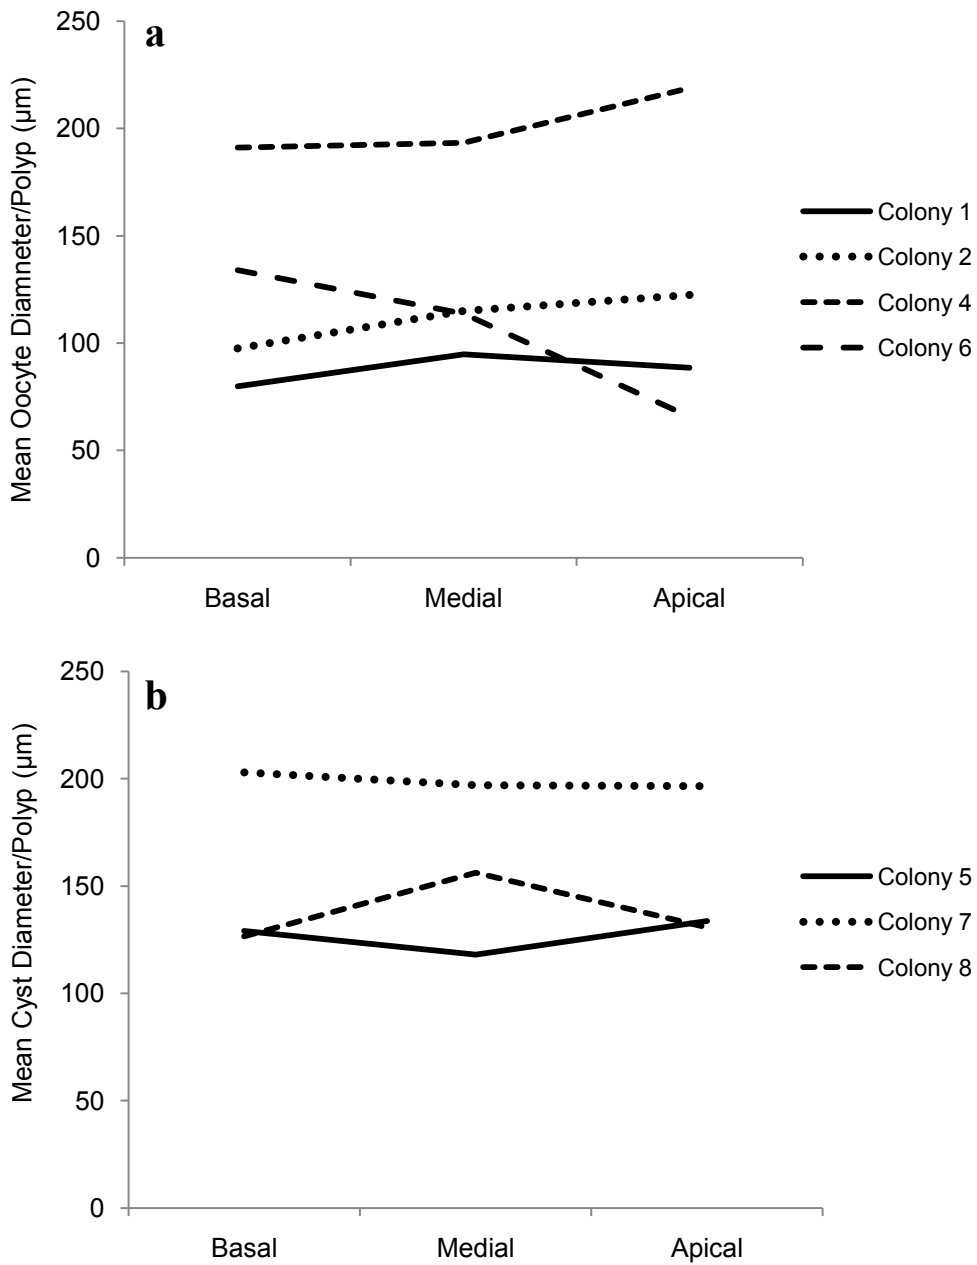 a
Mean Oocyte Diamneter/Polyp (µm)
250
200
150
100
50
0
Basal Medial Apical
Colony 1
Colony 2
Colony 4
Colony 6
b
Mean Cyst Diameter/Polyp (µm)
250
200
150
100
50
0
Basal Medial Apical
Colony 5
Colony 7
Colony 8